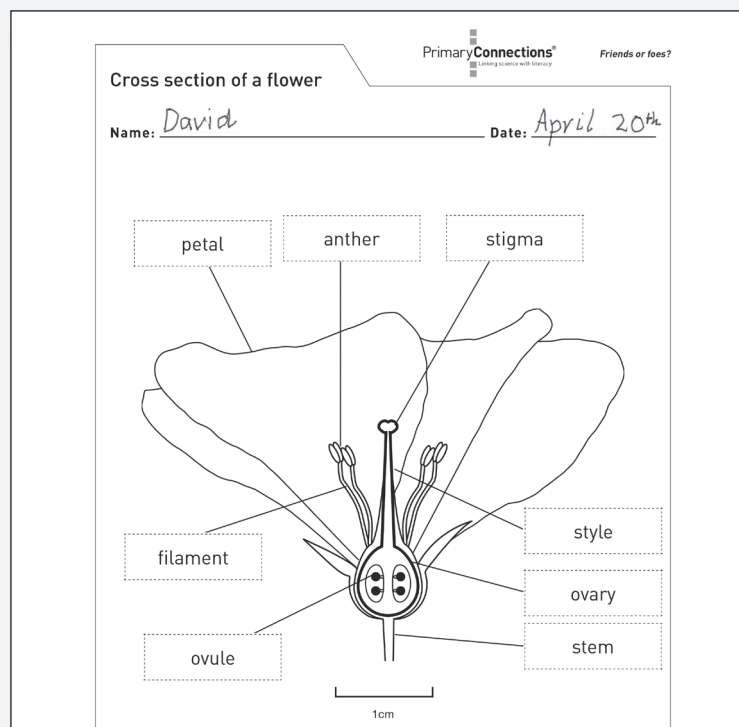 PrimaryConnections®
Linking science with literacy
Friends or foes?
Cross section of a flower
Name: David Date: April 20th
petal
anther
stigma
filament
style
ovary
ovule
stem
1cm